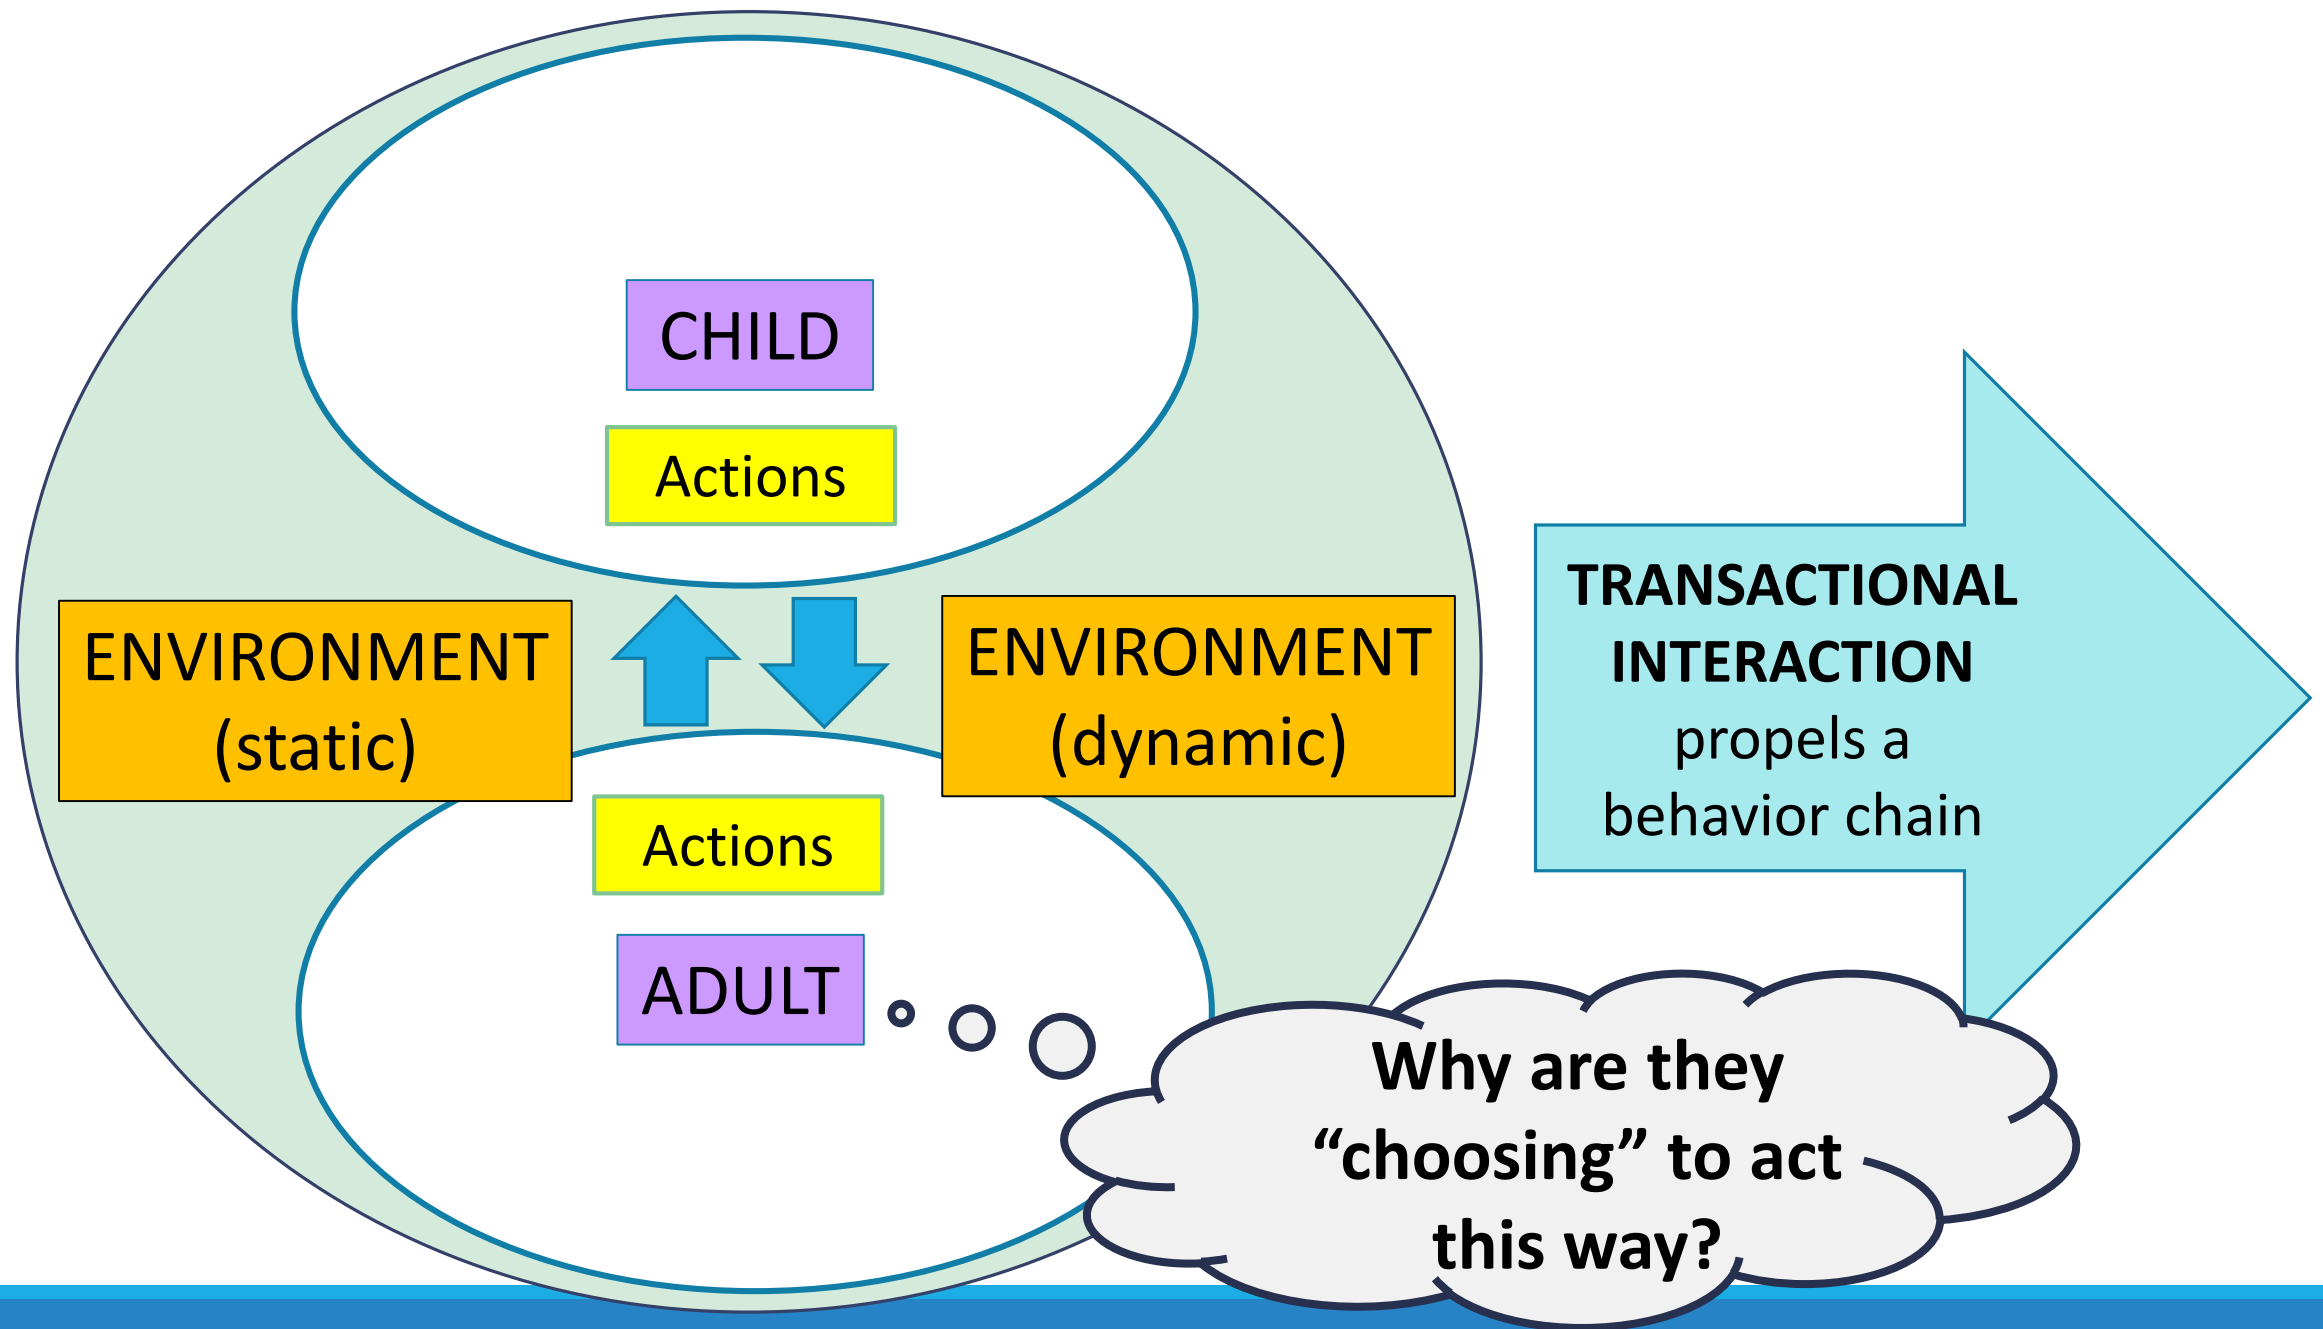 CHILD
Actions
ENVIRONMENT
(static)
ENVIRONMENT
(dynamic)
Actions
ADULT
TRANSACTIONAL
INTERACTION
propels a
behavior chain
Why are they
“choosing” to act
this way?